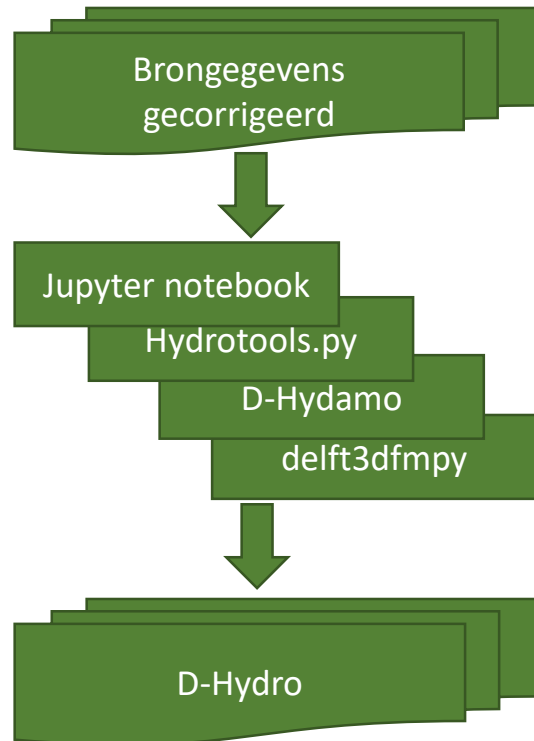 Brongegevens
gecorrigeerd
Jupyter notebook
Hydrotools.py
D-Hydamo
delft3dfmpy
D-Hydro